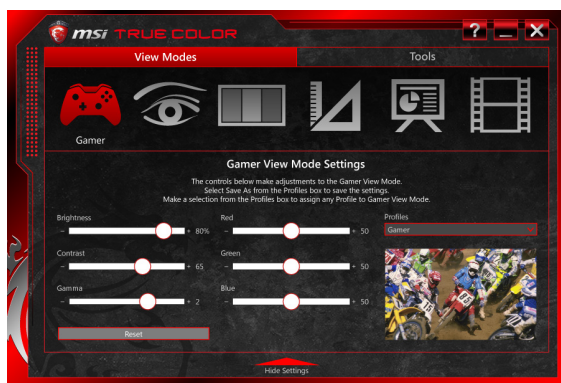 msi TRUE COLOR
? _ X
View Modes
Tools
Gamer
Gamer View Mode Settings
The controls below make adjustments to the Gamer View Mode.
Select Save As from the Profiles box to save the settings.
Make a selection from the Profiles box to assign any Profile to Gamer View Mode.
Brightness
- + 80%
Red
- + 50
Profiles
Gamer
Contrast
- + 65
Green
- + 50
Gamma
- + 2
Blue
- + 50
Reset
Hide Settings